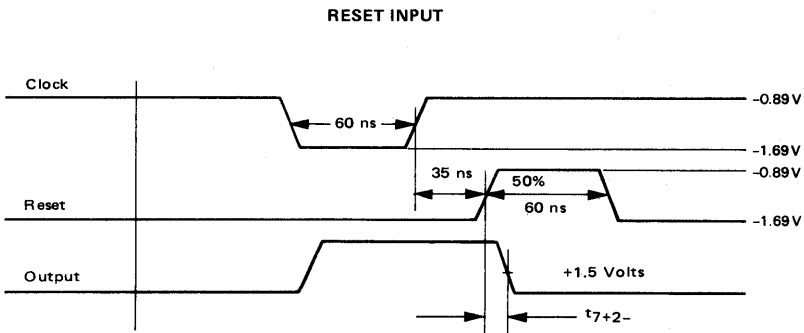 RESET INPUT
Clock
-0.89V
60 ns
-1.69V
35 ns
-0.89V
50%
60 ns
Reset
-1.69V
Output
+1.5 Volts
t7+2-